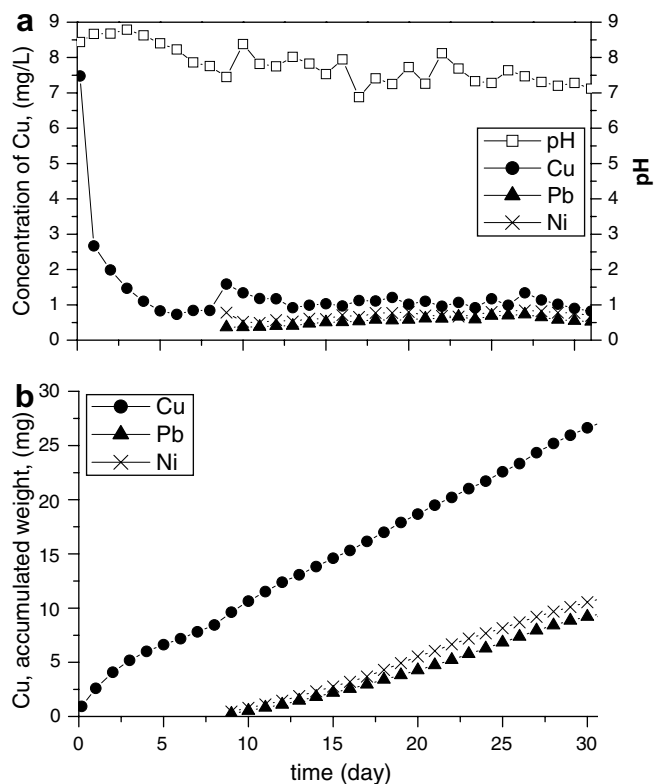 a
9
8
7
6
5
4
3
2
1
0
Concentration of Cu, (mg/L)
pH
Cu
Pb
Ni
9
8
7
6
5
4
3
2
1
0
pH
b
30
25
20
15
10
5
0
Cu, accumulated weight, (mg)
Cu
Pb
Ni
0 5 10 15 20 25 30
time (day)